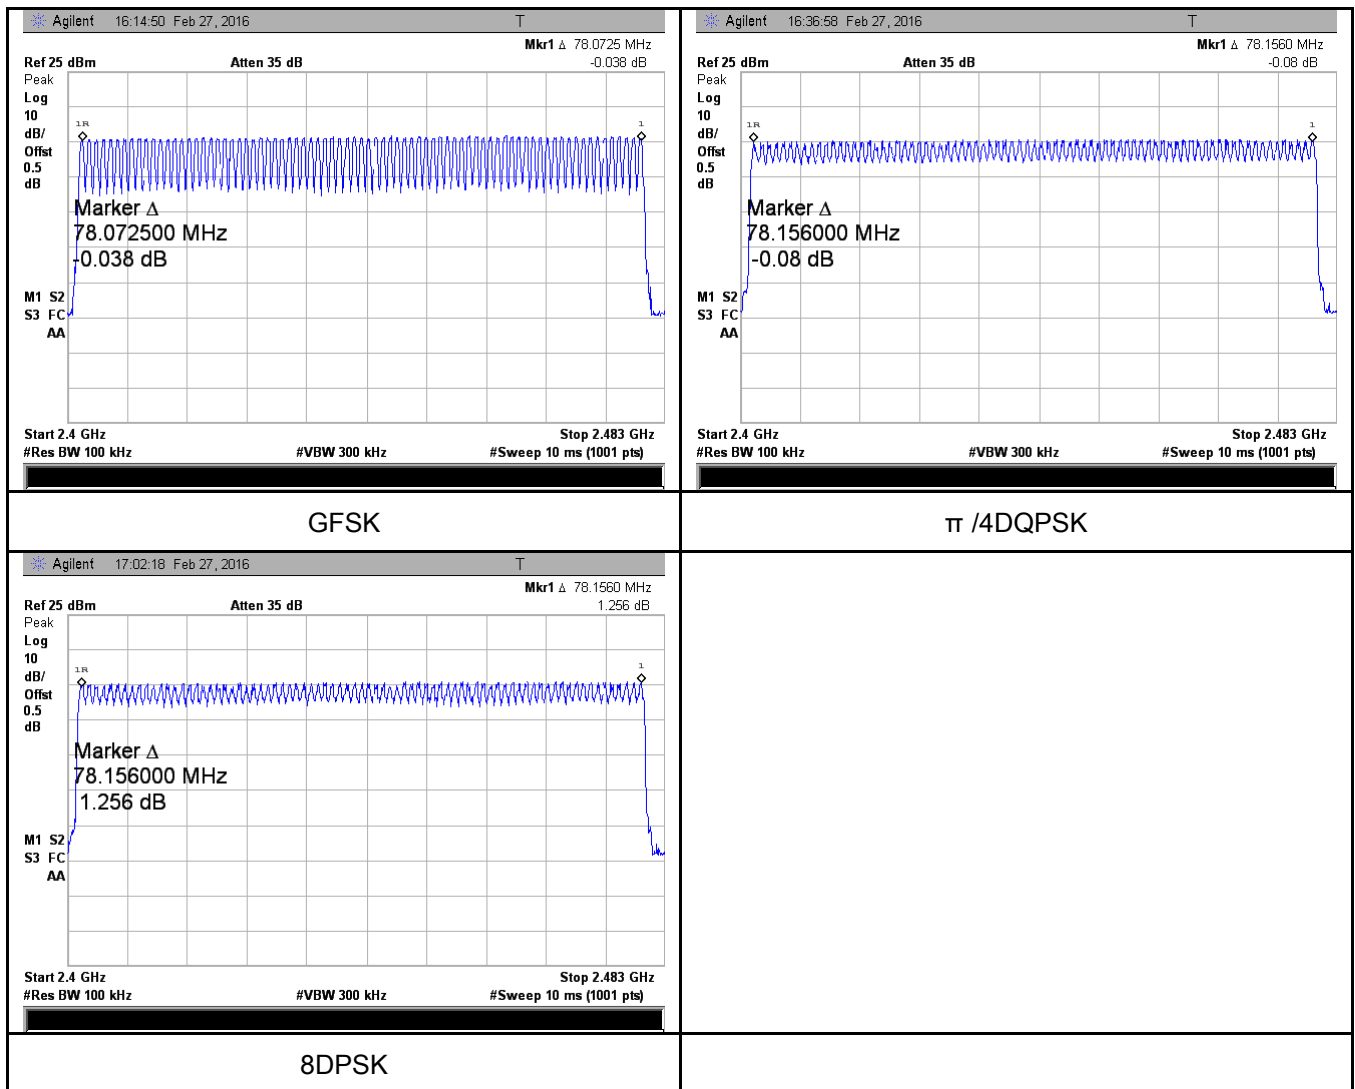 Agilent 16:14:50 Feb 27, 2016 T
Mkr1 Δ 78.0725 MHz
Ref 25 dBm Atten 35 dB -0.038 dB
Peak
Log
10
dB/
Offst
0.5
dB
1R 1
Marker Δ
78.072500 MHz
-0.038 dB
M1 S2
S3 FC
AA
Start 2.4 GHz Stop 2.483 GHz
#Res BW 100 kHz #VBW 300 kHz #Sweep 10 ms (1001 pts)
GFSK
Agilent 16:36:58 Feb 27, 2016 T
Mkr1 Δ 78.1560 MHz
Ref 25 dBm Atten 35 dB -0.08 dB
Peak
Log
10
dB/
Offst
0.5
dB
1R 1
Marker Δ
78.156000 MHz
-0.08 dB
M1 S2
S3 FC
AA
Start 2.4 GHz Stop 2.483 GHz
#Res BW 100 kHz #VBW 300 kHz #Sweep 10 ms (1001 pts)
π /4DQPSK
Agilent 17:02:18 Feb 27, 2016 T
Mkr1 Δ 78.1560 MHz
Ref 25 dBm Atten 35 dB 1.256 dB
Peak
Log
10
dB/
Offst
0.5
dB
1R 1
Marker Δ
78.156000 MHz
1.256 dB
M1 S2
S3 FC
AA
Start 2.4 GHz Stop 2.483 GHz
#Res BW 100 kHz #VBW 300 kHz #Sweep 10 ms (1001 pts)
8DPSK